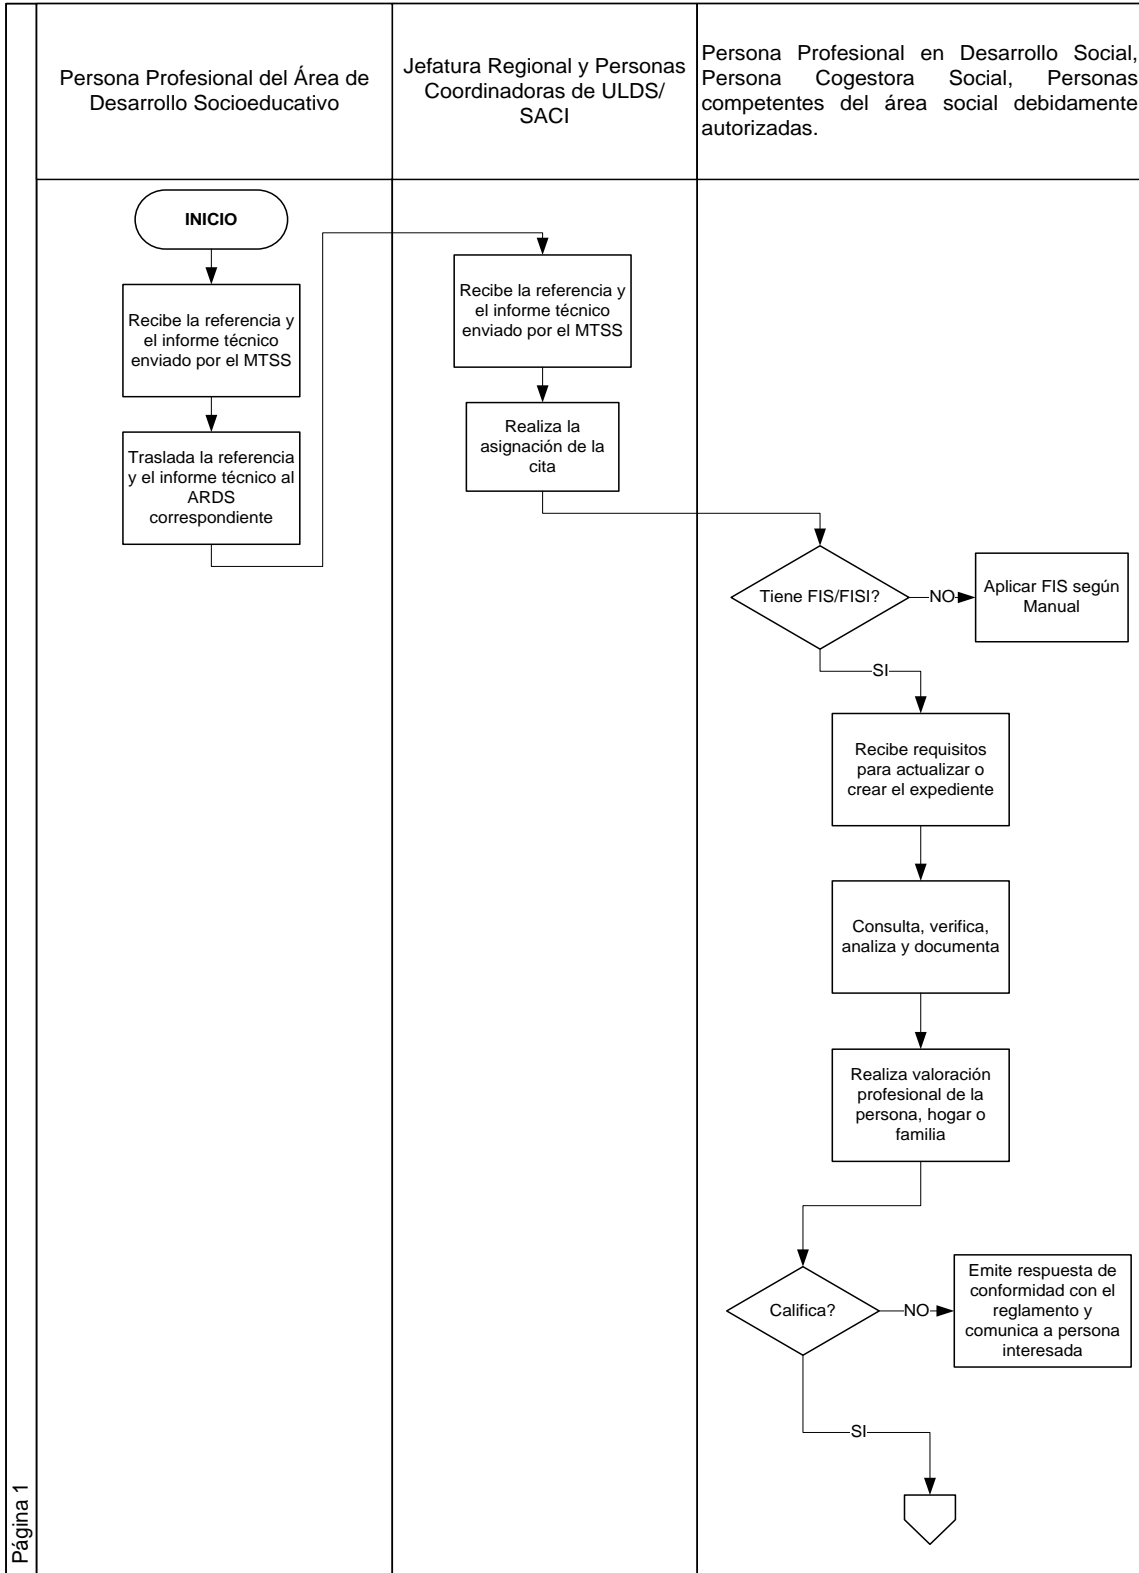 Persona Profesional del Área de
Desarrollo Socioeducativo
Jefatura Regional y Personas
Coordinadoras de ULDS/
SACI
Persona Profesional en Desarrollo Social,
Persona Cogestora Social, Personas
competentes del área social debidamente
autorizadas.
INICIO
Recibe la referencia y
el informe técnico
enviado por el MTSS
Traslada la referencia
y el informe técnico al
ARDS
correspondiente
Recibe la referencia y
el informe técnico
enviado por el MTSS
Realiza la
asignación de la
cita
Tiene FIS/FISI?
NO
Aplicar FIS según
Manual
SI
Recibe requisitos
para actualizar o
crear el expediente
Consulta, verifica,
analiza y documenta
Realiza valoración
profesional de la
persona, hogar o
familia
Califica?
NO
Emite respuesta de
conformidad con el
reglamento y
comunica a persona
interesada
SI
Página 1